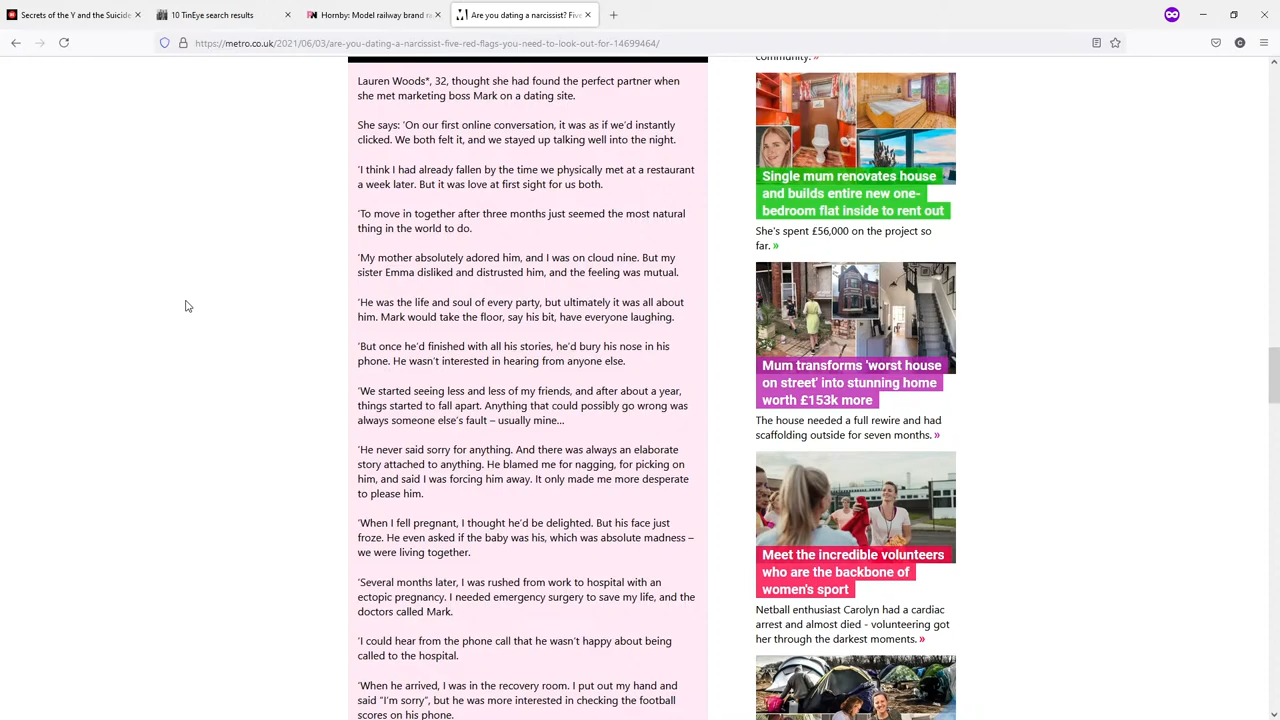 Secrets of the Y and the Suicide
10 TinEye search results
Hornby: Model railway brand ra
Are you dating a narcissist? Five
https://metro.co.uk/2021/06/03/are-you-dating-a-narcissist-five-red-flags-you-need-to-look-out-for-14699464/
Lauren Woods*, 32, thought she had found the perfect partner when
she met marketing boss Mark on a dating site.
She says: ‘On our first online conversation, it was as if we’d instantly
clicked. We both felt it, and we stayed up talking well into the night.
‘I think I had already fallen by the time we physically met at a restaurant
a week later. But it was love at first sight for us both.
‘To move in together after three months just seemed the most natural
thing in the world to do.
‘My mother absolutely adored him, and I was on cloud nine. But my
sister Emma disliked and distrusted him, and the feeling was mutual.
‘He was the life and soul of every party, but ultimately it was all about
him. Mark would take the floor, say his bit, have everyone laughing.
‘But once he’d finished with all his stories, he’d bury his nose in his
phone. He wasn’t interested in hearing from anyone else.
‘We started seeing less and less of my friends, and after about a year,
things started to fall apart. Anything that could possibly go wrong was
always someone else’s fault – usually mine…
‘He never said sorry for anything. And there was always an elaborate
story attached to anything. He blamed me for nagging, for picking on
him, and said I was forcing him away. It only made me more desperate
to please him.
‘When I fell pregnant, I thought he’d be delighted. But his face just
froze. He even asked if the baby was his, which was absolute madness –
we were living together.
‘Several months later, I was rushed from work to hospital with an
ectopic pregnancy. I needed emergency surgery to save my life, and the
doctors called Mark.
‘I could hear from the phone call that he wasn’t happy about being
called to the hospital.
‘When he arrived, I was in the recovery room. I put out my hand and
said “I’m sorry”, but he was more interested in checking the football
scores on his phone.
community. »
Single mum renovates house
and builds entire new one-
bedroom flat inside to rent out
She's spent £56,000 on the project so
far. »
Mum transforms 'worst house
on street' into stunning home
worth £153k more
The house needed a full rewire and had
scaffolding outside for seven months. »
Meet the incredible volunteers
who are the backbone of
women's sport
Netball enthusiast Carolyn had a cardiac
arrest and almost died - volunteering got
her through the darkest moments. »